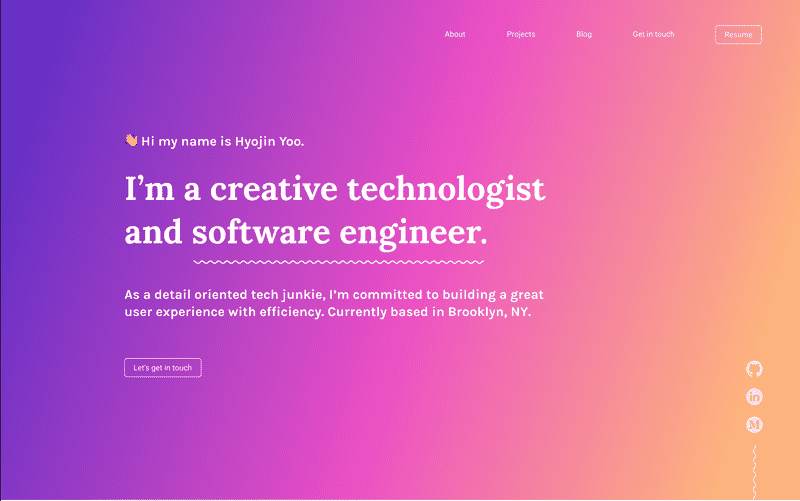 About Projects Blog Get in touch Resume
👋 Hi my name is Hyojin Yoo.
I’m a creative technologist
and software engineer.
As a detail oriented tech junkie, I’m committed to building a great
user experience with efficiency. Currently based in Brooklyn, NY.
Let's get in touch
in
M